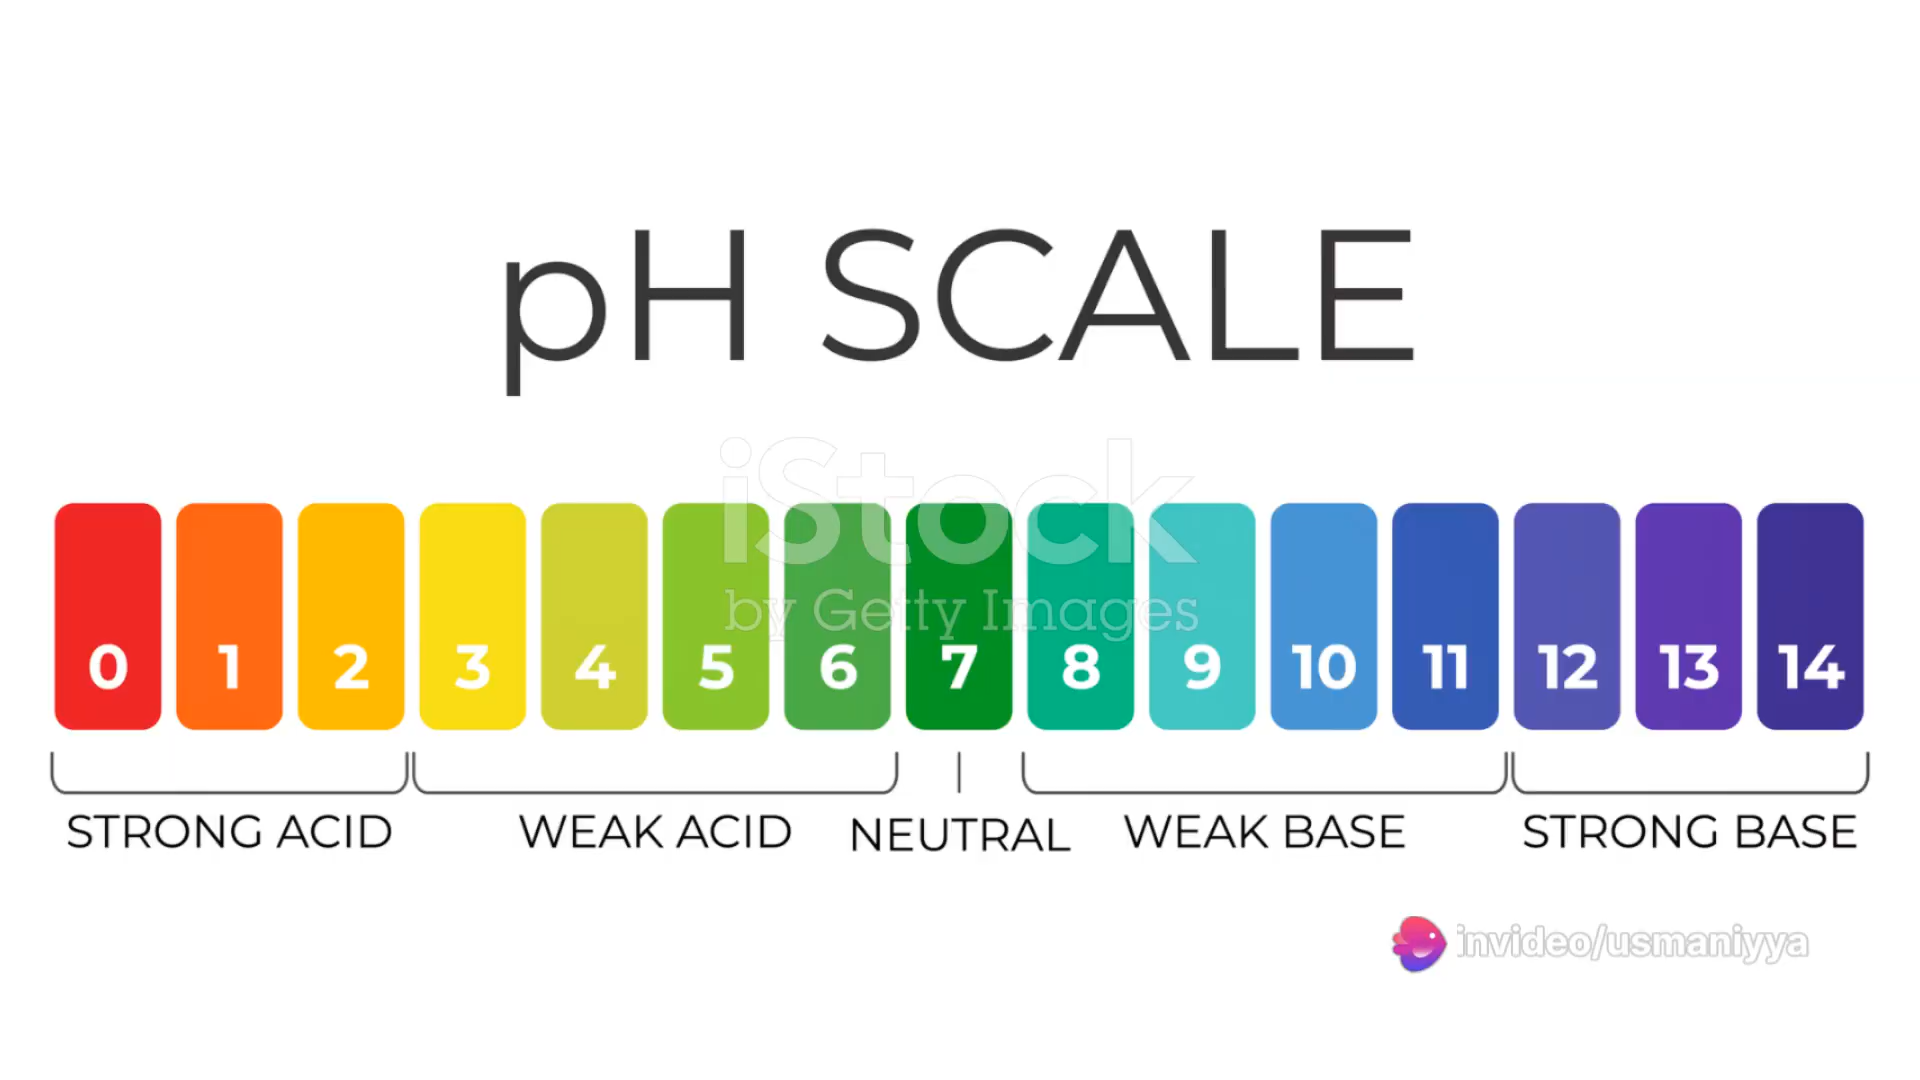 pH SCALE
iStock
by Getty Images
0 1 2 3 4 5 6 7 8 9 10 11 12 13 14
STRONG ACID WEAK ACID NEUTRAL WEAK BASE STRONG BASE
invideo/usmaniyya